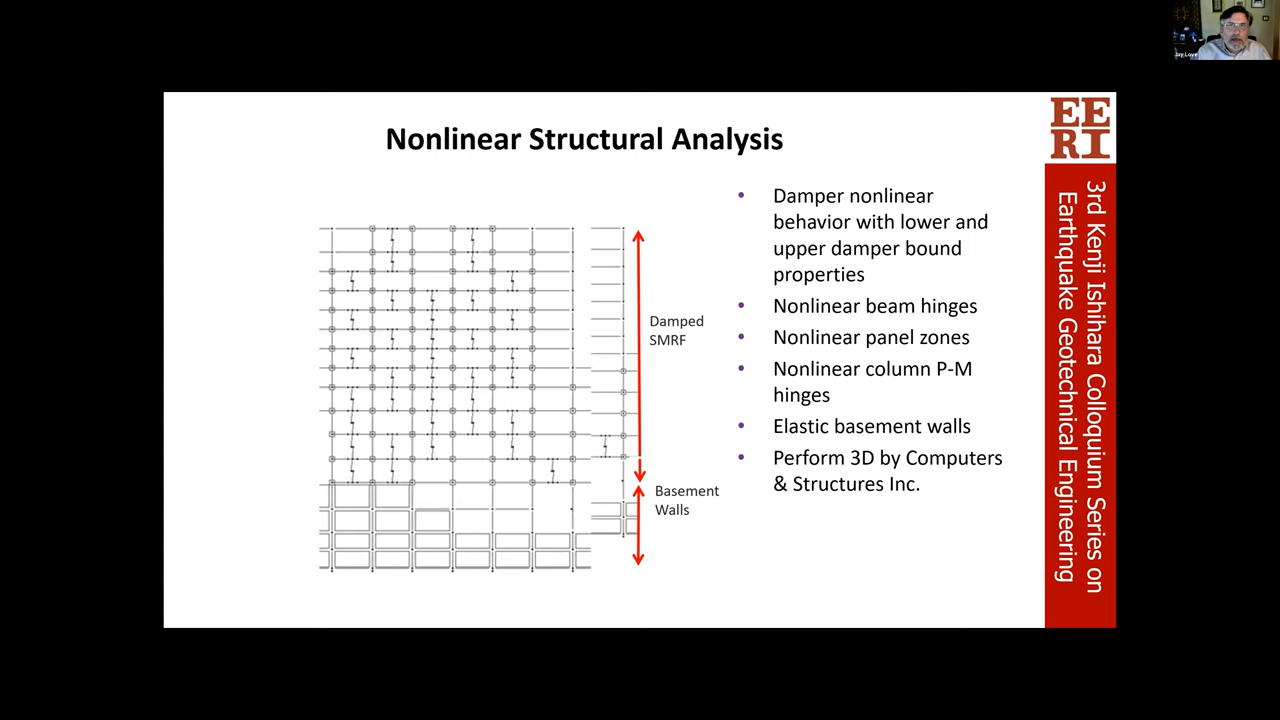 Jay Love
Nonlinear Structural Analysis
EE
RI
3rd Kenji Ishihara Colloquium Series on
Earthquake Geotechnical Engineering
Damped
SMRF
Basement
Walls
• Damper nonlinear
behavior with lower and
upper damper bound
properties
• Nonlinear beam hinges
• Nonlinear panel zones
• Nonlinear column P-M
hinges
• Elastic basement walls
• Perform 3D by Computers
& Structures Inc.